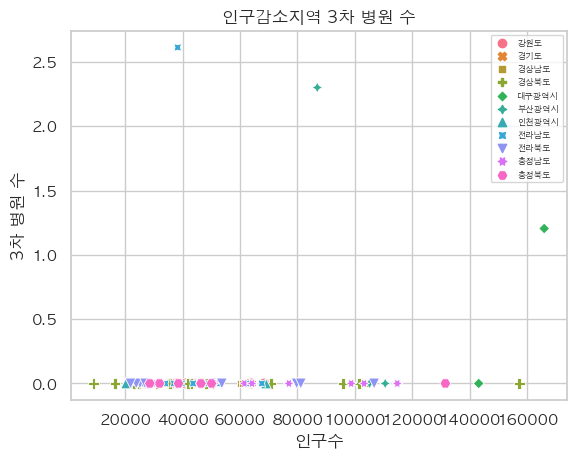 인구감소지역 3차 병원 수
3차 병원 수
2.5
2.0
1.5
1.0
0.5
0.0
강원도
경기도
경상남도
경상북도
대구광역시
부산광역시
인천광역시
전라남도
전라북도
충청남도
충청북도
20000 40000 60000 80000 100000 120000 140000 160000
인구수